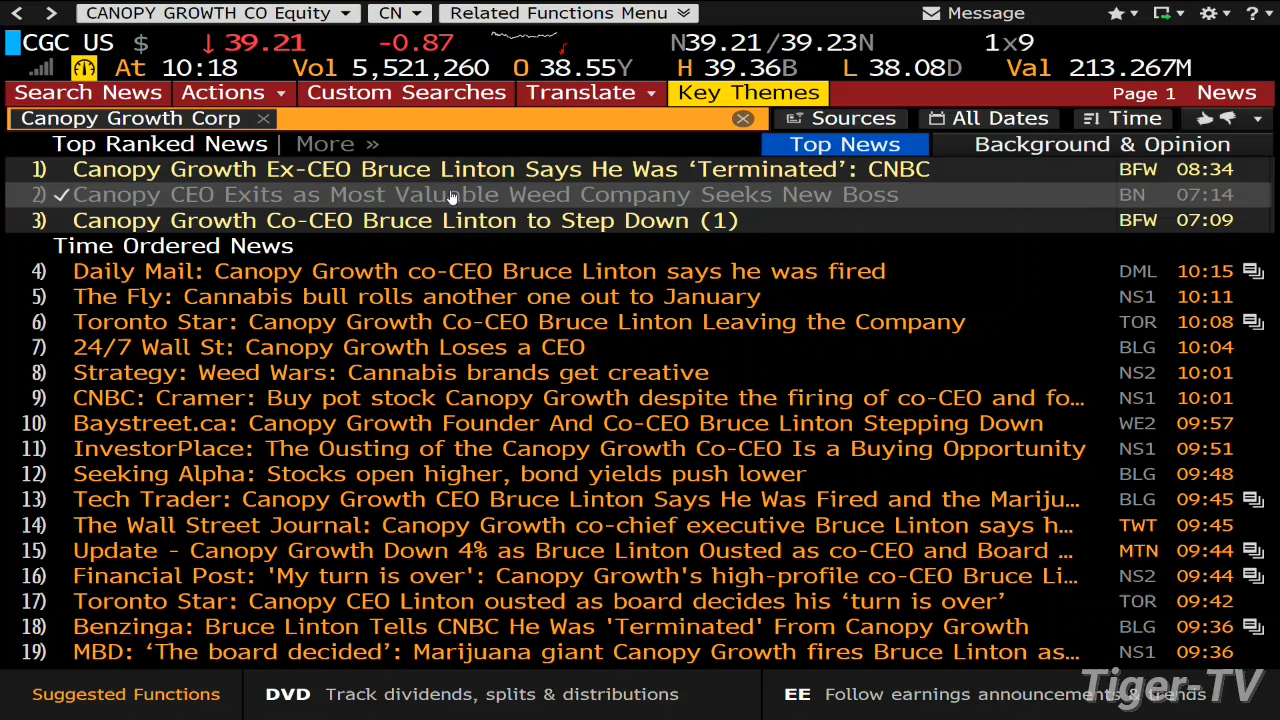 CANOPY GROWTH CO Equity CN Related Functions Menu Message ?
CGC US $ ↓39.21 -0.87 N39.21/39.23N 1x9
At 10:18 Vol 5,521,260 O 38.55Y H 39.36B L 38.08D Val 213.267M
Search News Actions Custom Searches Translate Key Themes Page 1 News
Canopy Growth Corp Sources All Dates Time
Top Ranked News | More » Top News Background & Opinion
1) Canopy Growth Ex-CEO Bruce Linton Says He Was ‘Terminated’: CNBC BFW 08:34
2) ✓ Canopy CEO Exits as Most Valuable Weed Company Seeks New Boss BN 07:14
3) Canopy Growth Co-CEO Bruce Linton to Step Down (1) BFW 07:09
Time Ordered News
4) Daily Mail: Canopy Growth co-CEO Bruce Linton says he was fired DML 10:15
5) The Fly: Cannabis bull rolls another one out to January NS1 10:11
6) Toronto Star: Canopy Growth Co-CEO Bruce Linton Leaving the Company TOR 10:08
7) 24/7 Wall St: Canopy Growth Loses a CEO BLG 10:04
8) Strategy: Weed Wars: Cannabis brands get creative NS2 10:01
9) CNBC: Cramer: Buy pot stock Canopy Growth despite the firing of co-CEO and fo... NS1 10:01
10) Baystreet.ca: Canopy Growth Founder And Co-CEO Bruce Linton Stepping Down WE2 09:57
11) InvestorPlace: The Ousting of the Canopy Growth Co-CEO Is a Buying Opportunity NS1 09:51
12) Seeking Alpha: Stocks open higher, bond yields push lower BLG 09:48
13) Tech Trader: Canopy Growth CEO Bruce Linton Says He Was Fired and the Mariju... BLG 09:45
14) The Wall Street Journal: Canopy Growth co-chief executive Bruce Linton says h... TWT 09:45
15) Update - Canopy Growth Down 4% as Bruce Linton Ousted as co-CEO and Board ... MTN 09:44
16) Financial Post: 'My turn is over': Canopy Growth's high-profile co-CEO Bruce Li... NS2 09:44
17) Toronto Star: Canopy CEO Linton ousted as board decides his ‘turn is over’ TOR 09:42
18) Benzinga: Bruce Linton Tells CNBC He Was 'Terminated' From Canopy Growth BLG 09:36
19) MBD: ‘The board decided’: Marijuana giant Canopy Growth fires Bruce Linton as... NS1 09:36
Suggested Functions DVD Track dividends, splits & distributions EE Follow earnings announcements & trends
Tiger-TV